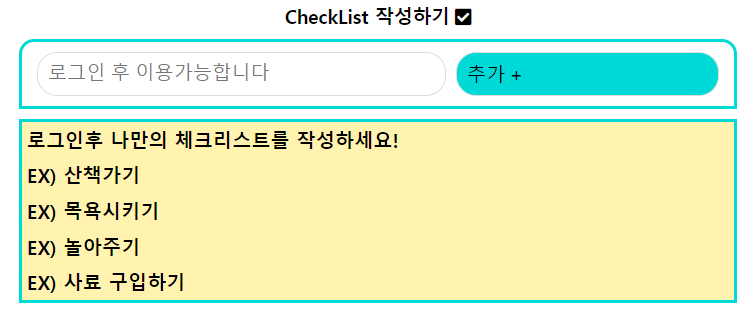 CheckList 작성하기
로그인 후 이용가능합니다
추가 +
로그인후 나만의 체크리스트를 작성하세요!
EX) 산책가기
EX) 목욕시키기
EX) 놀아주기
EX) 사료 구입하기